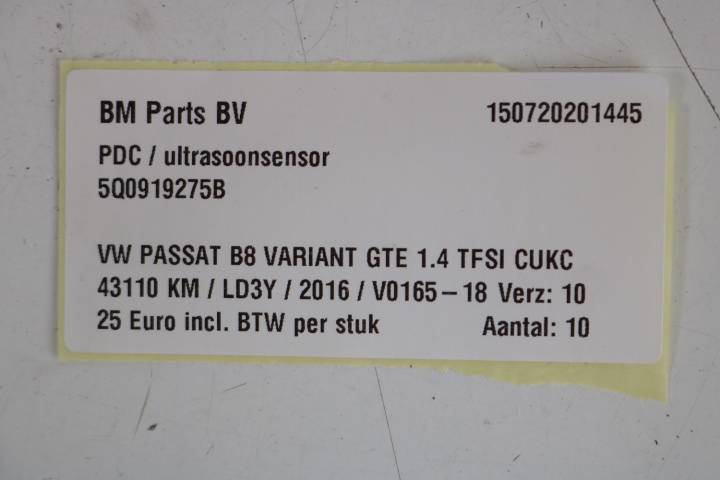 BM Parts BV 150720201445
PDC / ultrasoonsensor
5Q0919275B
VW PASSAT B8 VARIANT GTE 1.4 TFSI CUKC
43110 KM / LD3Y / 2016 / V0165-18 Verz: 10
25 Euro incl. BTW per stuk Aantal: 10